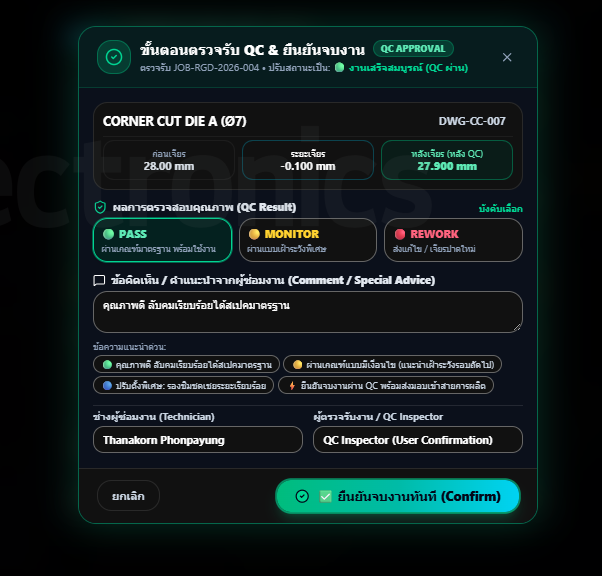 ขั้นตอนตรวจรับ QC & ยืนยันจบงาน QC APPROVAL
ตรวจรับ JOB-RGD-2026-004 • ปรับสถานะเป็น: 🟢 งานเสร็จสมบูรณ์ (QC ผ่าน)
CORNER CUT DIE A (Ø7) DWG-CC-007
ก่อนเจียร ระยะเจียร หลังเจียร (หลัง QC)
28.00 mm -0.100 mm 27.900 mm
ectronics
ผลการตรวจสอบคุณภาพ (QC Result) บังคับเลือก
🟢 PASS 🟡 MONITOR 🔴 REWORK
ผ่านเกณฑ์มาตรฐาน พร้อมใช้งาน ผ่านแบบเฝ้าระวังพิเศษ ส่งแก้ไข / เจียรปาดใหม่
ข้อคิดเห็น / คำแนะนำจากผู้ซ่อมงาน (Comment / Special Advice)
คุณภาพดี ลับคมเรียบร้อยได้สเปคมาตรฐาน
ข้อความแนะนำด่วน:
🟢 คุณภาพดี ลับคมเรียบร้อยได้สเปคมาตรฐาน 🟡 ผ่านเกณฑ์แบบมีเงื่อนไข (แนะนำเฝ้าระวังรอบถัดไป)
🔵 ปรับตั้งพิเศษ: รองชิมชดเชยระยะเรียบร้อย ⚡ ยืนยันจบงานผ่าน QC พร้อมส่งมอบเข้าสายการผลิต
ช่างผู้ซ่อมงาน (Technician) ผู้ตรวจรับงาน / QC Inspector
Thanakorn Phonpayung QC Inspector (User Confirmation)
ยกเลิก ✅ ยืนยันจบงานทันที (Confirm)